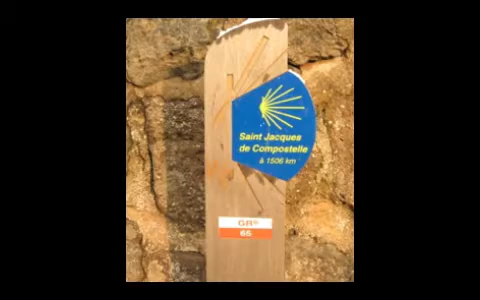 Saint Jacques
de Compostelle
à 1506 km
GR®
65